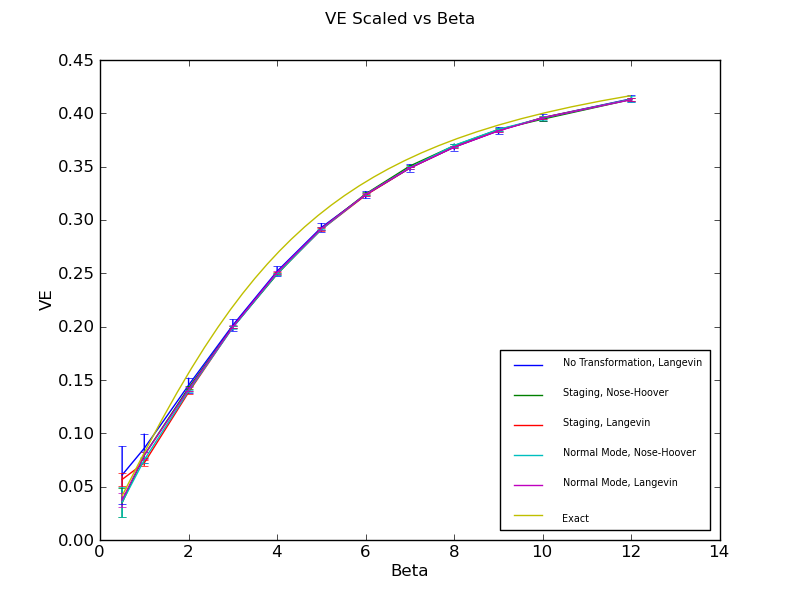 VE Scaled vs Beta
0.45
0.40
0.35
0.30
0.25
0.20
0.15
0.10
0.05
0.00
VE
No Transformation, Langevin
Staging, Nose-Hoover
Staging, Langevin
Normal Mode, Nose-Hoover
Normal Mode, Langevin
Exact
0 2 4 6 8 10 12 14
Beta